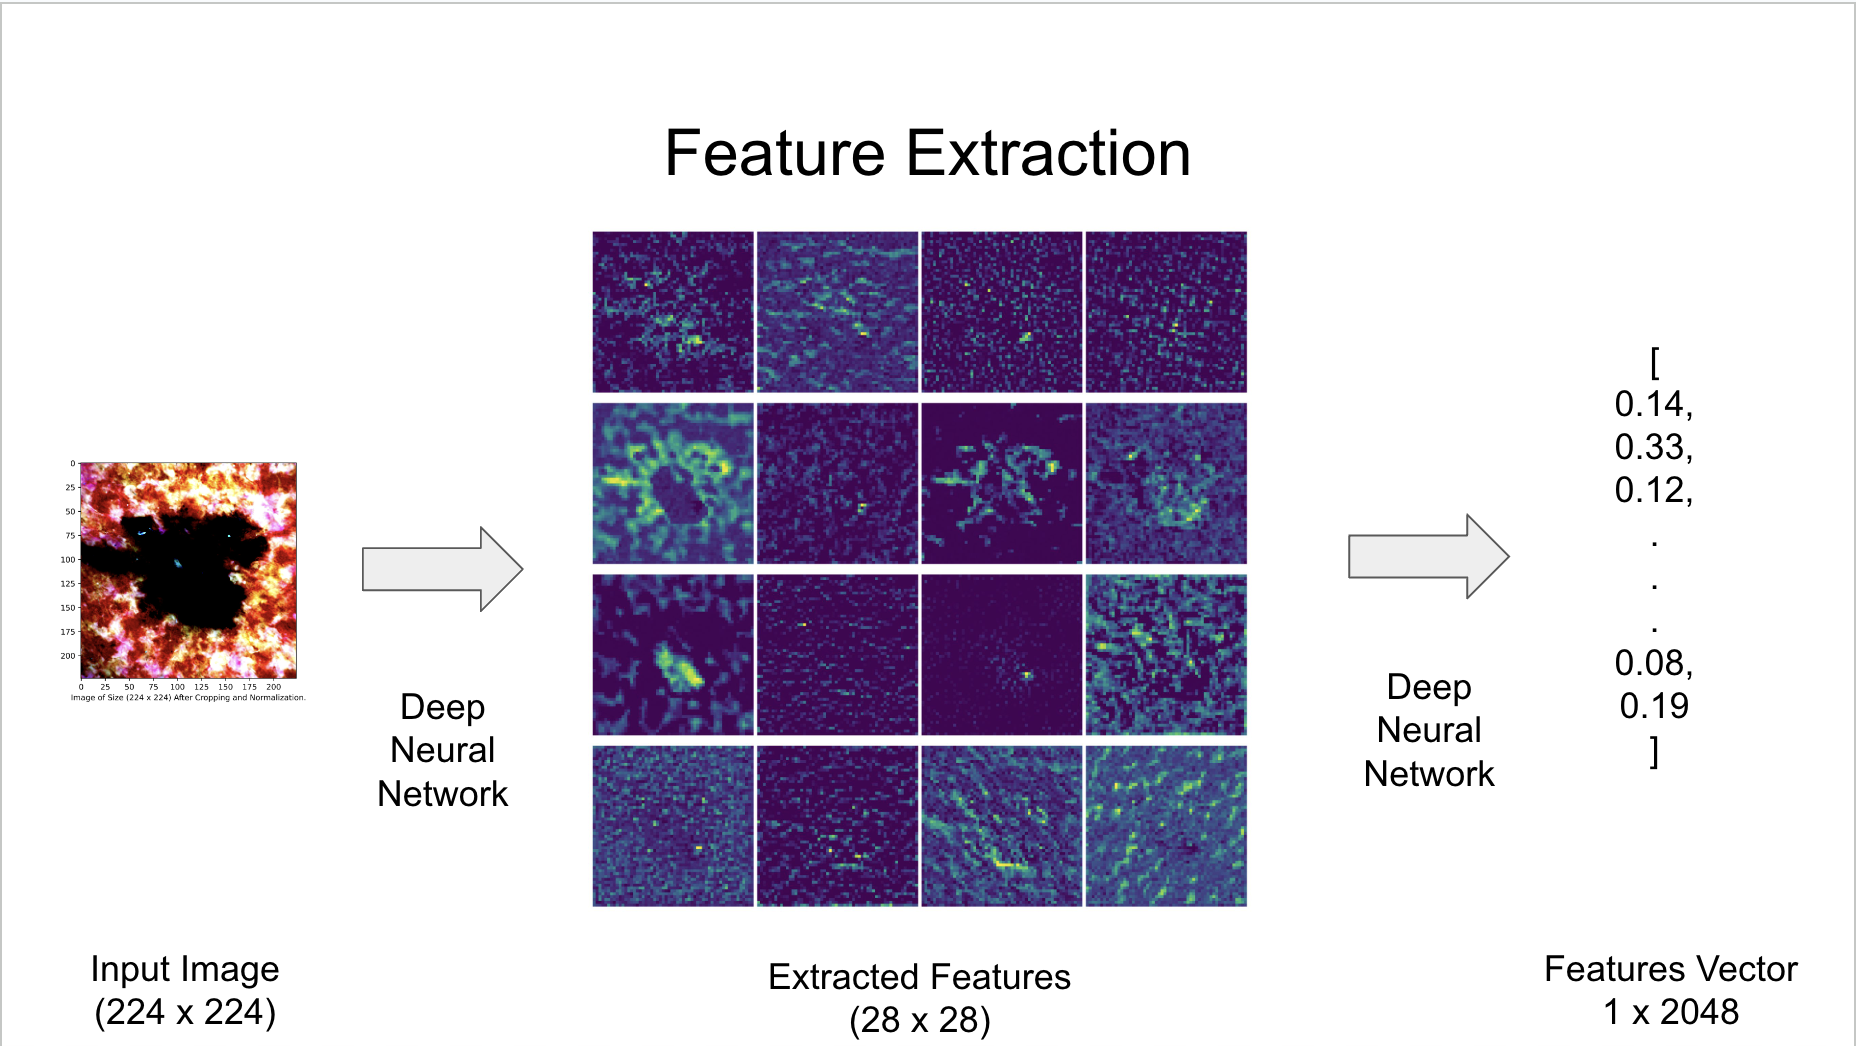 Feature Extraction
0
25
50
75
100
125
150
175
200
0 25 50 75 100 125 150 175 200
Image of Size (224 x 224) After Cropping and Normalization.
Deep
Neural
Network
Deep
Neural
Network
[
0.14,
0.33,
0.12,
.
.
.
0.08,
0.19
]
Input Image
(224 x 224)
Extracted Features
(28 x 28)
Features Vector
1 x 2048